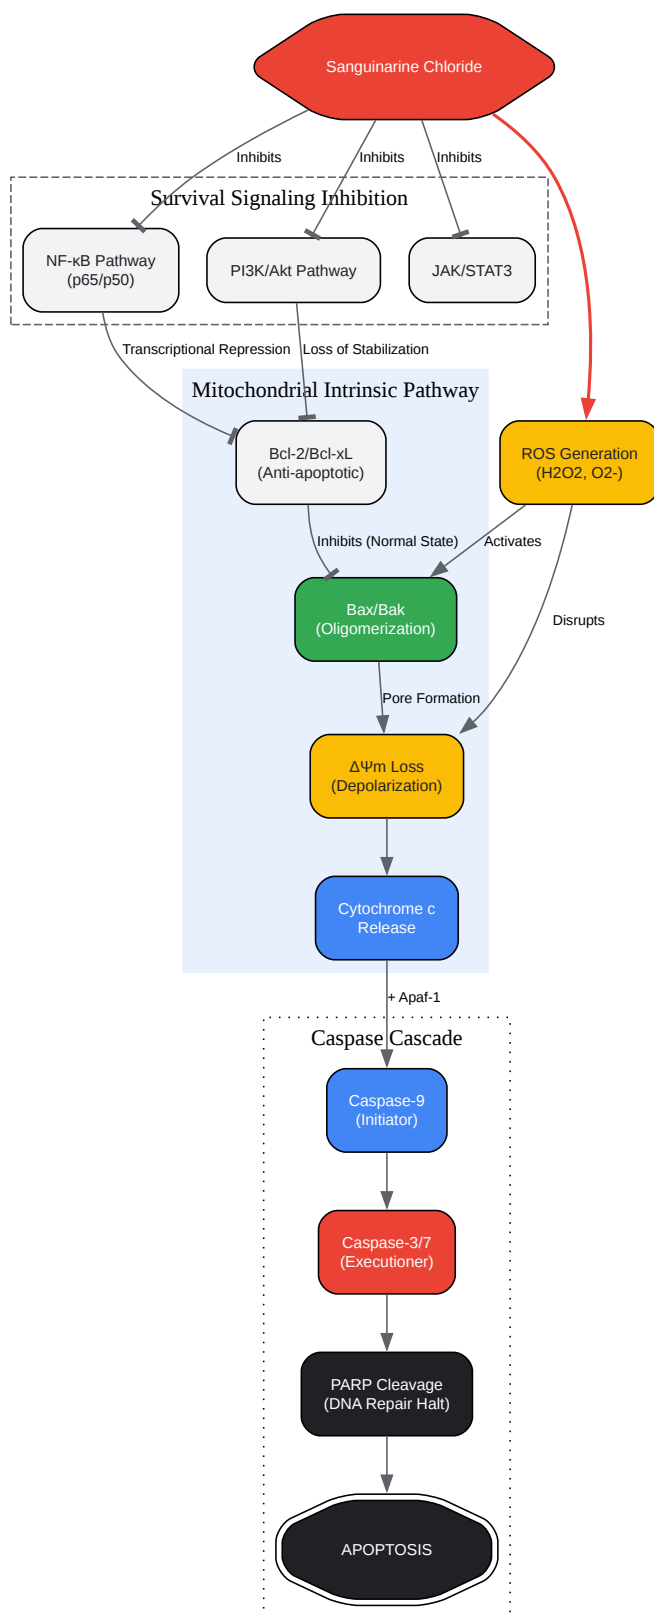 Sanguinarine Chloride
Inhibits
Inhibits
Inhibits
Survival Signaling Inhibition
NF-κB Pathway
(p65/p50)
PI3K/Akt Pathway
JAK/STAT3
Transcriptional Repression
Loss of Stabilization
Mitochondrial Intrinsic Pathway
Bcl-2/Bcl-xL
(Anti-apoptotic)
ROS Generation
(H2O2, O2-)
Inhibits (Normal State)
Activates
Bax/Bak
(Oligomerization)
Disrupts
Pore Formation
ΔΨm Loss
(Depolarization)
Cytochrome c
Release
+ Apaf-1
Caspase Cascade
Caspase-9
(Initiator)
Caspase-3/7
(Executioner)
PARP Cleavage
(DNA Repair Halt)
APOPTOSIS